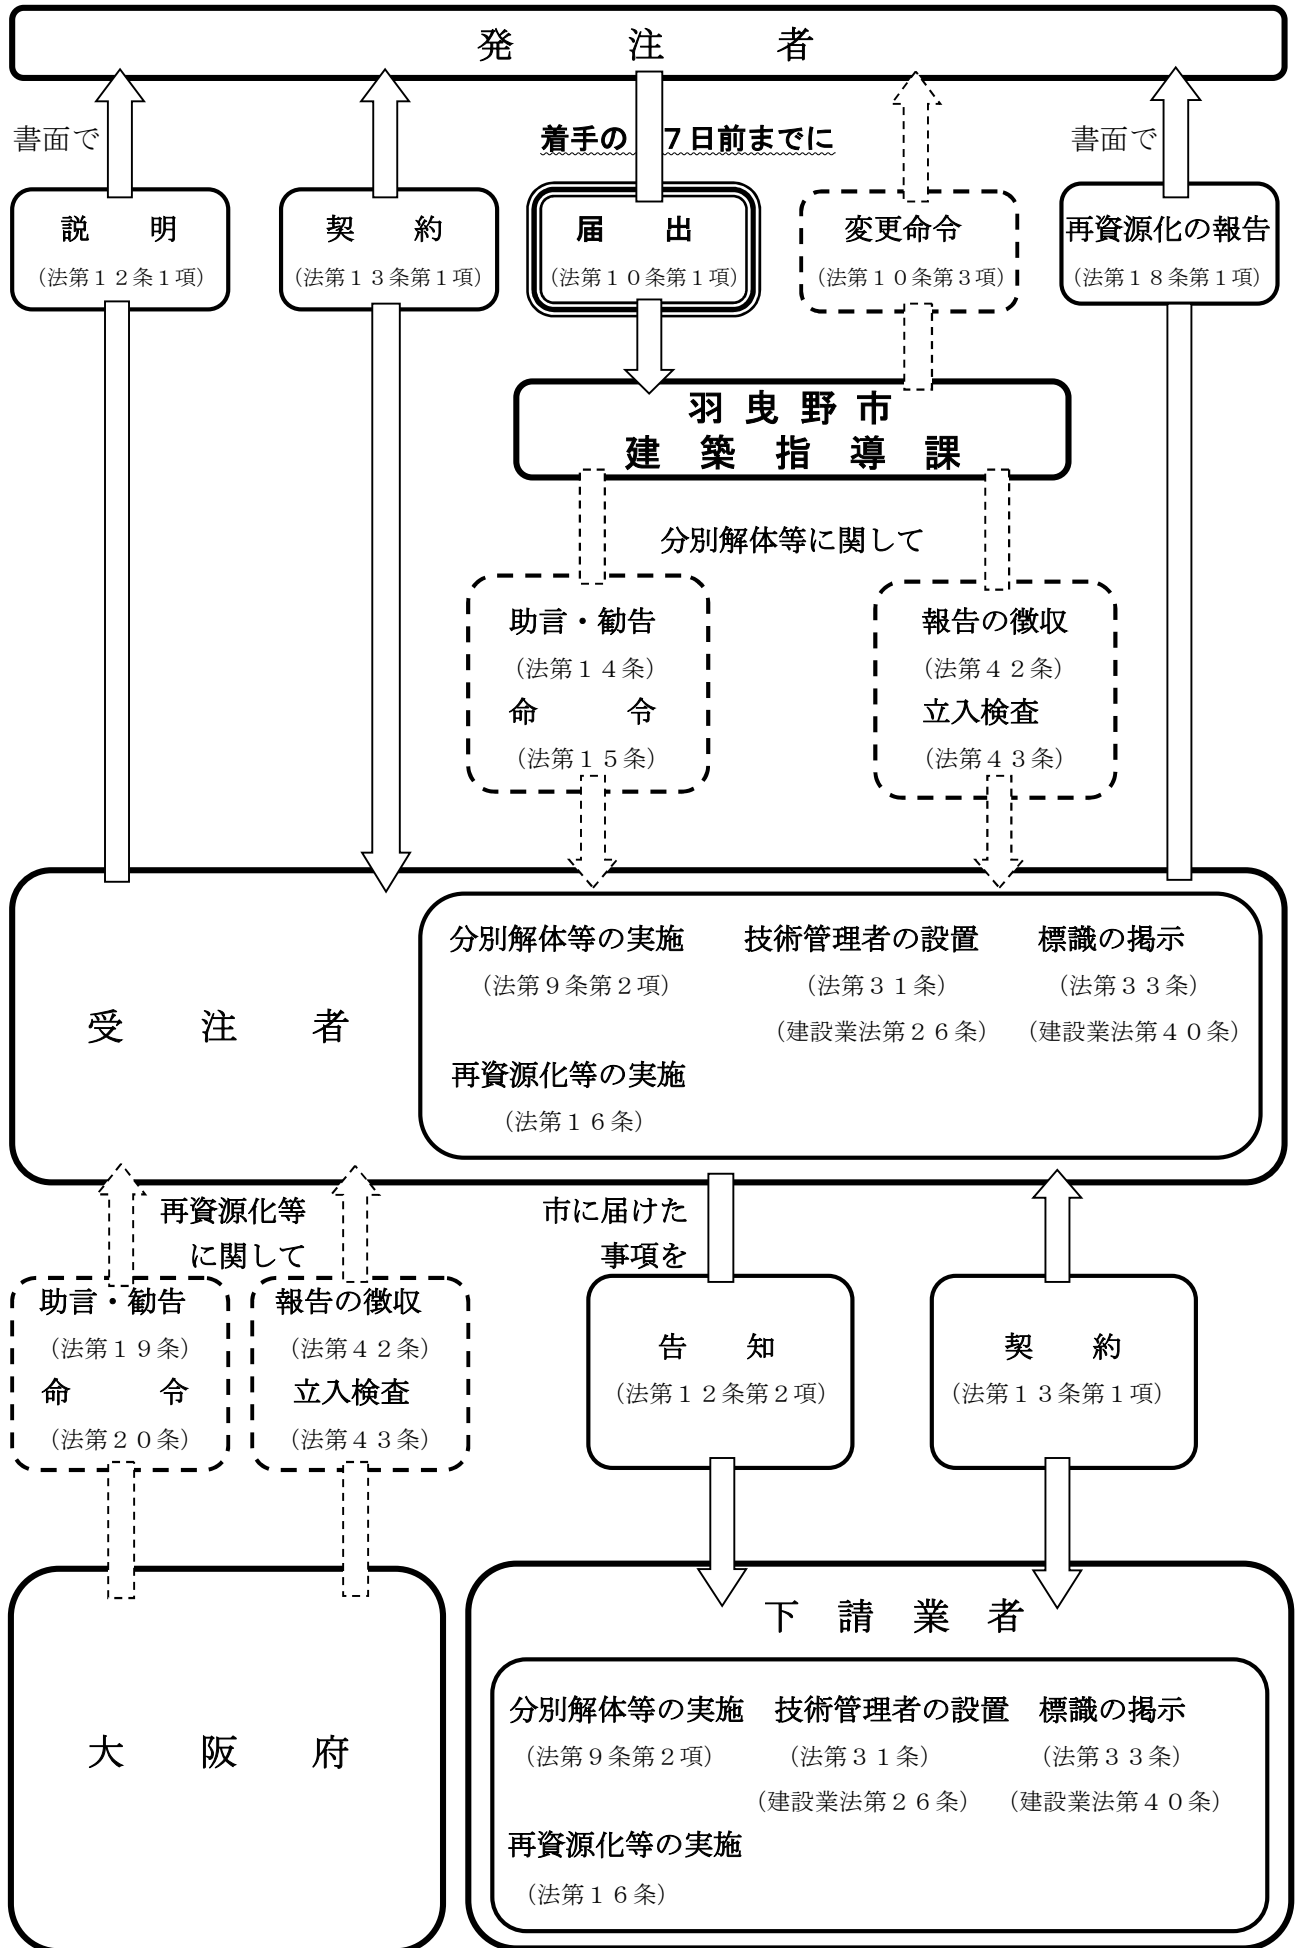 発　注　者
書面で
着手の　７日前までに
書面で
説　明
（法第１２条１項）
契　約
（法第１３条第１項）
届　出
（法第１０条第１項）
変更命令
（法第１０条第３項）
再資源化の報告
（法第１８条第１項）
羽曳野市
建築指導課
分別解体等に関して
助言・勧告
（法第１４条）
命　令
（法第１５条）
報告の徴収
（法第４２条）
立入検査
（法第４３条）
受　注　者
分別解体等の実施　技術管理者の設置　標識の掲示
（法第９条第２項）　（法第３１条）　（法第３３条）
（建設業法第２６条）　（建設業法第４０条）
再資源化等の実施
（法第１６条）
再資源化等
に関して
市に届けた
事項を
助言・勧告
（法第１９条）
命　令
（法第２０条）
報告の徴収
（法第４２条）
立入検査
（法第４３条）
告　知
（法第１２条第２項）
契　約
（法第１３条第１項）
大　阪　府
下　請　業　者
分別解体等の実施　技術管理者の設置　標識の掲示
（法第９条第２項）　（法第３１条）　（法第３３条）
（建設業法第２６条）　（建設業法第４０条）
再資源化等の実施
（法第１６条）